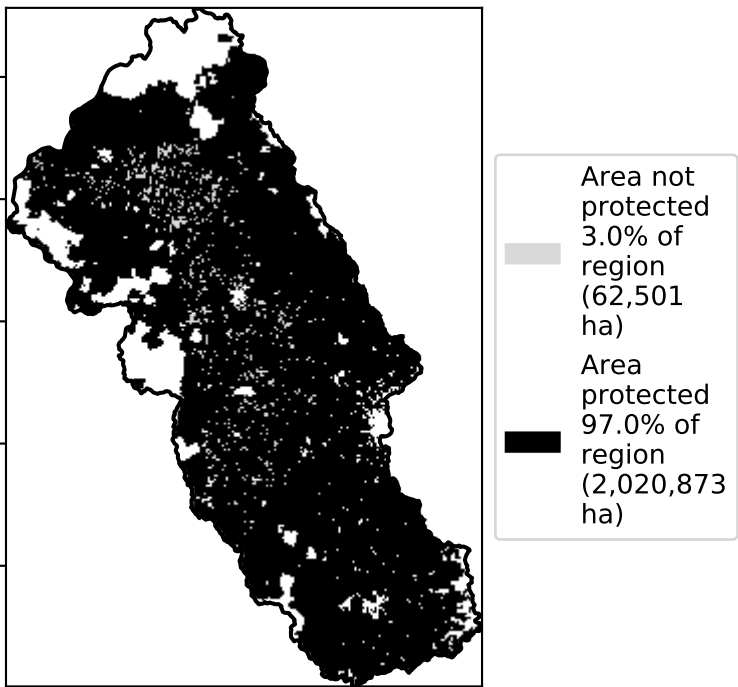 Area not
protected
3.0% of
region
(62,501
ha)
Area
protected
97.0% of
region
(2,020,873
ha)